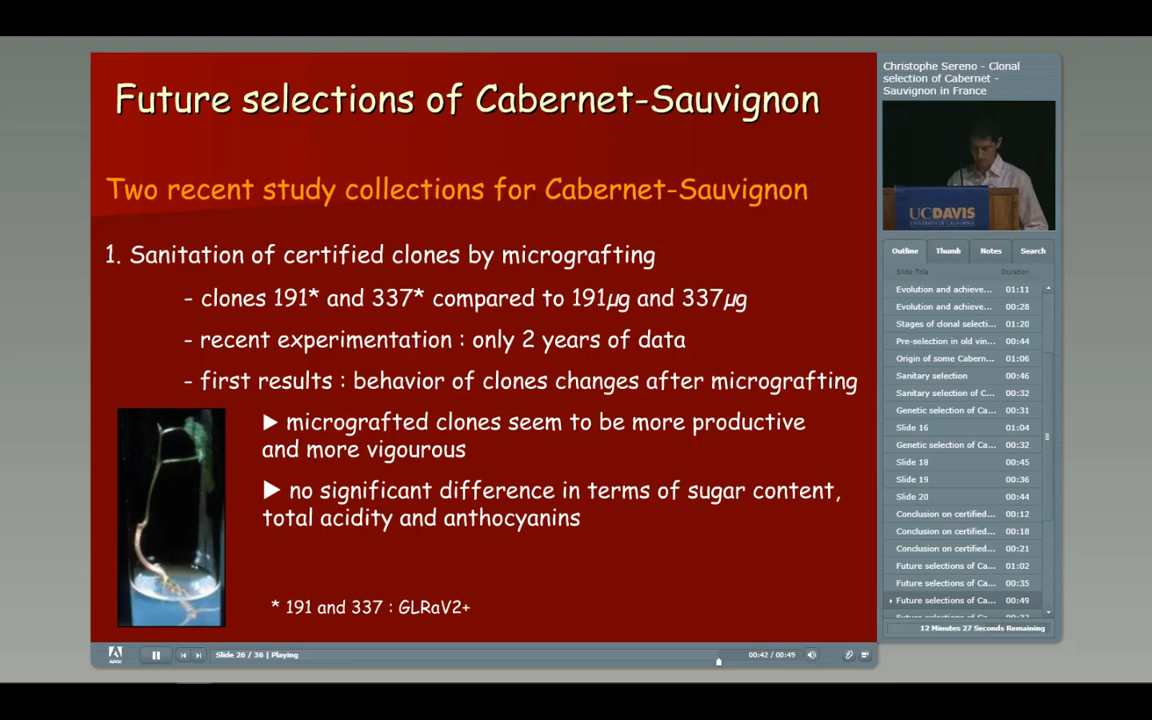 Future selections of Cabernet-Sauvignon
Two recent study collections for Cabernet-Sauvignon
1. Sanitation of certified clones by micrografting
- clones 191* and 337* compared to 191µg and 337µg
- recent experimentation : only 2 years of data
- first results : behavior of clones changes after micrografting
▶ micrografted clones seem to be more productive
and more vigourous
▶ no significant difference in terms of sugar content,
total acidity and anthocyanins
* 191 and 337 : GLRaV2+
Christophe Sereno - Clonal
selection of Cabernet -
Sauvignon in France
UCDAVIS
UNIVERSITY OF CALIFORNIA
Outline Thumb Notes Search
Slide Title Duration
Evolution and achieve... 01:11
Evolution and achieve... 00:28
Stages of clonal selecti... 01:20
Pre-selection in old vin... 00:44
Origin of some Cabern... 01:06
Sanitary selection 00:46
Sanitary selection of C... 00:32
Genetic selection of Ca... 00:31
Slide 16 01:04
Genetic selection of Ca... 00:32
Slide 18 00:45
Slide 19 00:36
Slide 20 00:44
Conclusion on certified... 00:12
Conclusion on certified... 00:18
Conclusion on certified... 00:21
Future selections of Ca... 01:02
Future selections of Ca... 00:35
Future selections of Ca... 00:49
12 Minutes 27 Seconds Remaining
Slide 26 / 36 | Playing
00:42 / 00:49